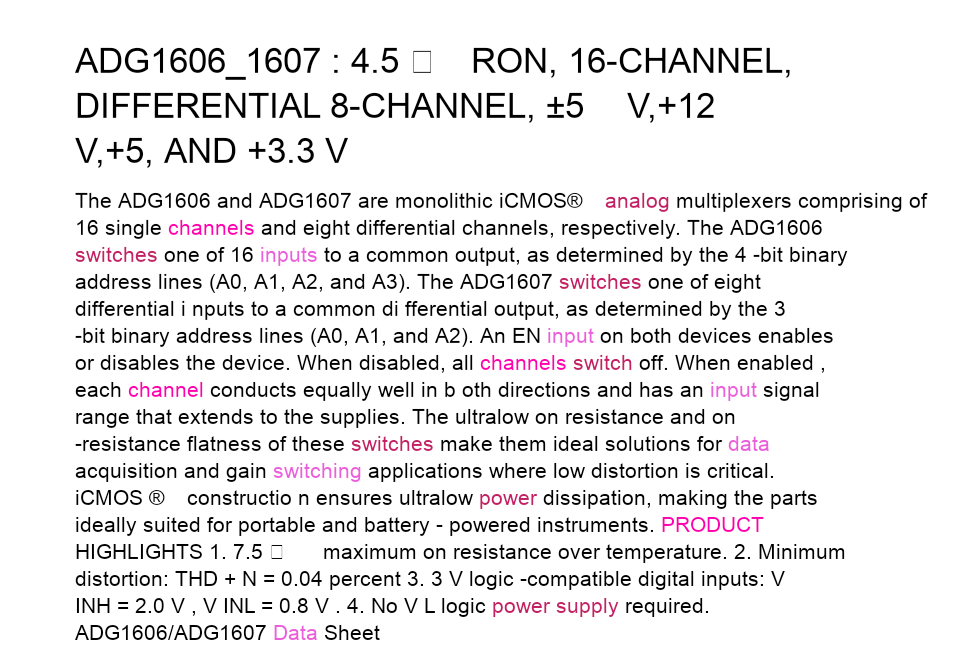 ADG1606_1607 : 4.5 □ RON, 16-CHANNEL,
DIFFERENTIAL 8-CHANNEL, ±5 V,+12
V,+5, AND +3.3 V
The ADG1606 and ADG1607 are monolithic iCMOS® analog multiplexers comprising of
16 single channels and eight differential channels, respectively. The ADG1606
switches one of 16 inputs to a common output, as determined by the 4 -bit binary
address lines (A0, A1, A2, and A3). The ADG1607 switches one of eight
differential i nputs to a common di fferential output, as determined by the 3
-bit binary address lines (A0, A1, and A2). An EN input on both devices enables
or disables the device. When disabled, all channels switch off. When enabled ,
each channel conducts equally well in b oth directions and has an input signal
range that extends to the supplies. The ultralow on resistance and on
-resistance flatness of these switches make them ideal solutions for data
acquisition and gain switching applications where low distortion is critical.
iCMOS ® constructio n ensures ultralow power dissipation, making the parts
ideally suited for portable and battery - powered instruments. PRODUCT
HIGHLIGHTS 1. 7.5 □ maximum on resistance over temperature. 2. Minimum
distortion: THD + N = 0.04 percent 3. 3 V logic -compatible digital inputs: V
INH = 2.0 V , V INL = 0.8 V . 4. No V L logic power supply required.
ADG1606/ADG1607 Data Sheet